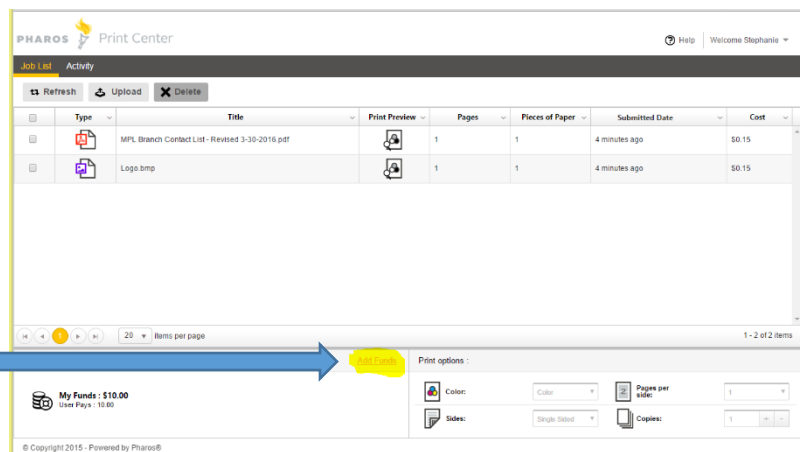 PHAROS Print Center
Help Welcome Stephanie
Job List Activity
Refresh Upload Delete
Type Title Print Preview Pages Pieces of Paper Submitted Date Cost
MPL Branch Contact List - Revised 3-30-2016.pdf 1 1 4 minutes ago $0.15
Logo.bmp 1 1 4 minutes ago $0.15
1 20 Items per page 1 - 2 of 2 items
Add Funds Print options :
My Funds : $10.00
User Pays : 10.00
Color: Color Pages per side: 1
Sides: Single Sided Copies: 1 + -
© Copyright 2015 - Powered by Pharos®